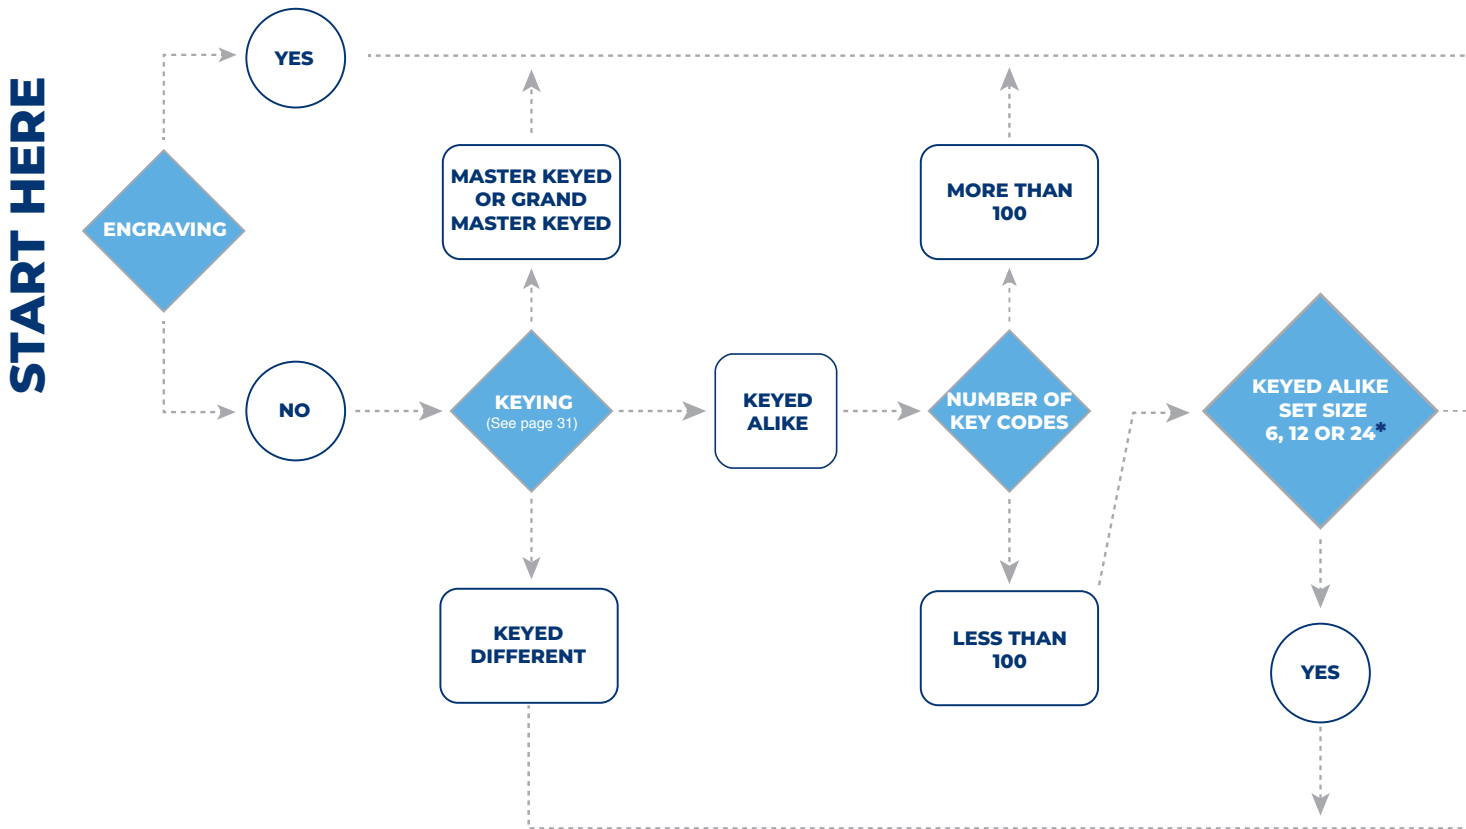 START HERE
ENGRAVING
YES
NO
MASTER KEYED
OR GRAND
MASTER KEYED
KEYING
(See page 31)
KEYED
DIFFERENT
KEYED
ALIKE
MORE THAN
100
NUMBER OF
KEY CODES
LESS THAN
100
KEYED ALIKE
SET SIZE
6, 12 OR 24*
YES